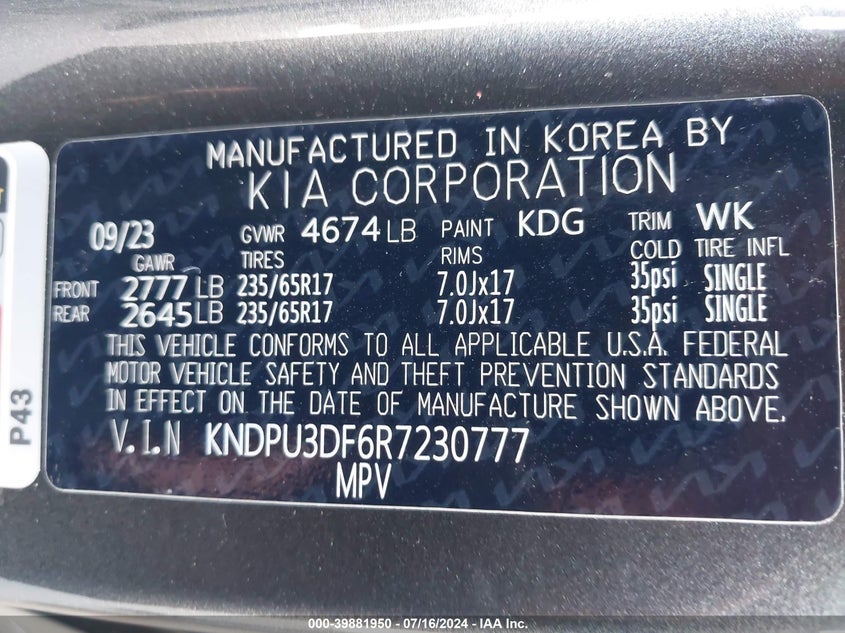 MANUFACTURED IN KOREA BY
KIA CORPORATION
09/23 GVWR 4674 LB PAINT KDG TRIM WK
GAWR TIRES RIMS COLD TIRE INFL
FRONT 2777 LB 235/65R17 7.0Jx17 35psi SINGLE
REAR 2645 LB 235/65R17 7.0Jx17 35psi SINGLE
THIS VEHICLE CONFORMS TO ALL APPLICABLE U.S.A. FEDERAL
MOTOR VEHICLE SAFETY AND THEFT PREVENTION STANDARDS
IN EFFECT ON THE DATE OF MANUFACTURE SHOWN ABOVE.
V.I.N KNDPU3DF6R7230777
MPV
P43
000-39881950 - 07/16/2024 - IAA Inc.